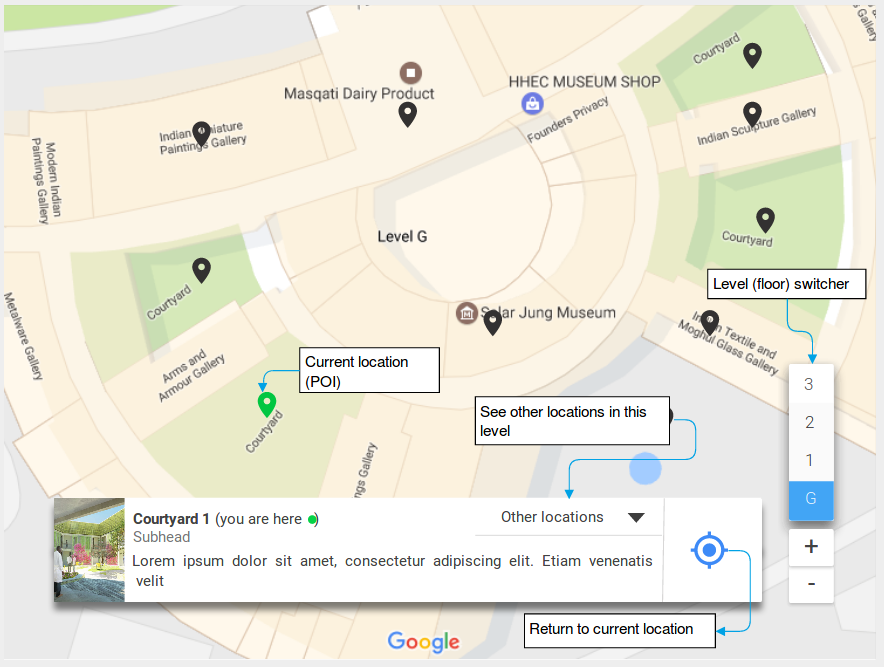 Courtyard
Gallery
Masqati Dairy Product
HHEC MUSEUM SHOP
Founders Privacy
Indian Sculpture Gallery
Indian Miniature
Paintings Gallery
Modern Indian
Paintings Gallery
Level G
Courtyard
Courtyard
Level (floor) switcher
Metalware Gallery
Salar Jung Museum
Indian Textile and
Moghul Glass Gallery
Arms and
Armour Gallery
Current location
(POI)
3
2
1
G
See other locations in this
level
Courtyard
ngs Gallery
Courtyard 1 (you are here )
Other locations
Subhead
Lorem ipsum dolor sit amet, consectetur adipiscing elit. Etiam venenatis
velit
+
-
Return to current location
Google